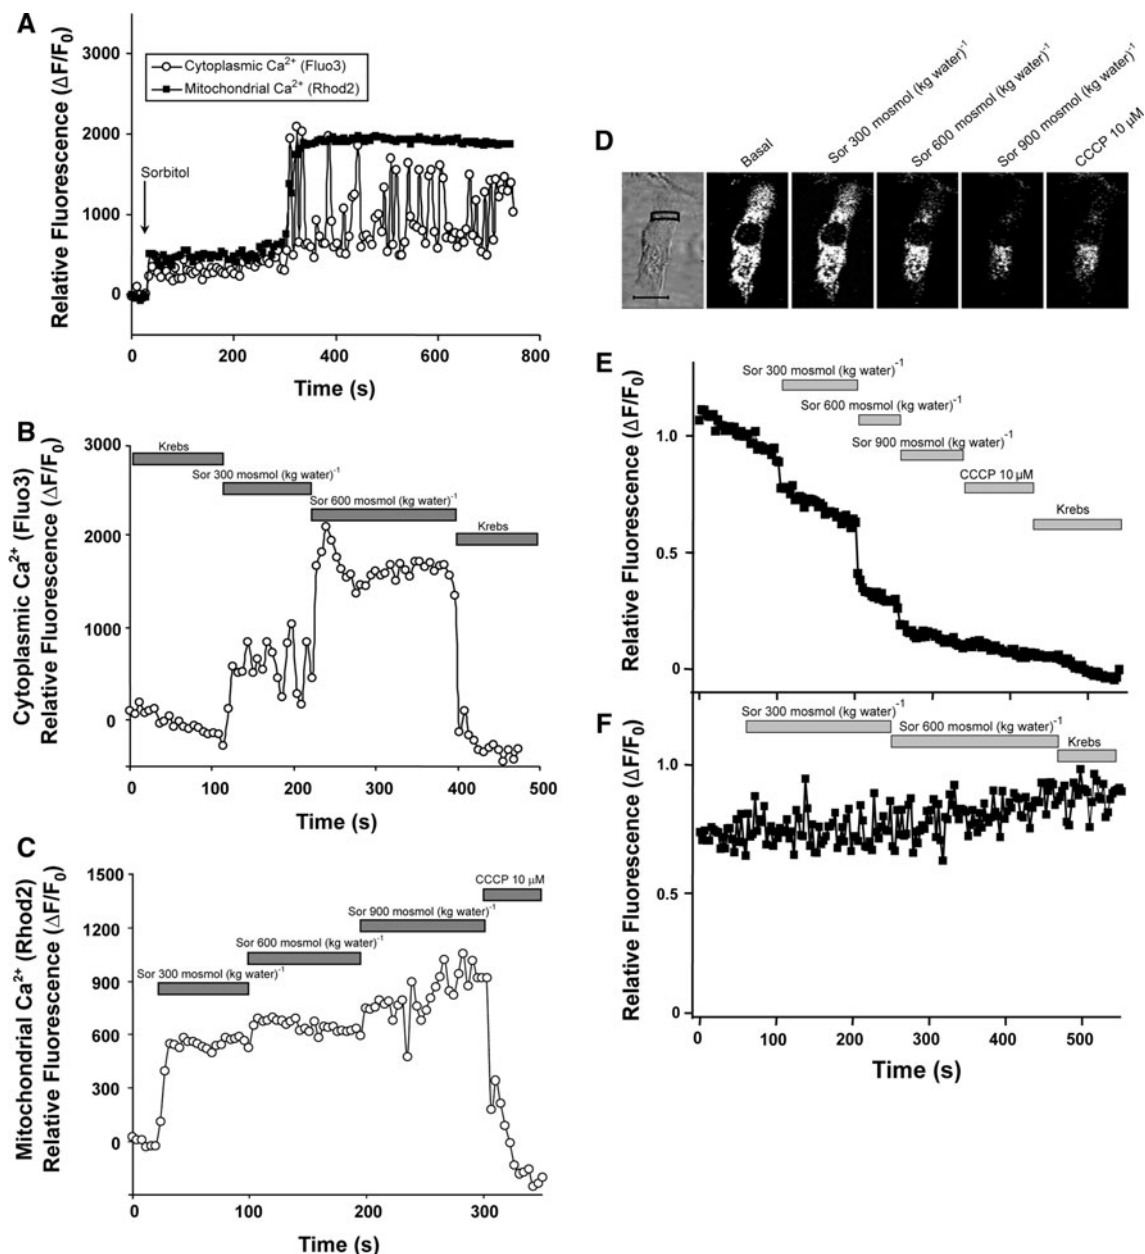 A
Relative Fluorescence (ΔF/F0)
3000
2000
1000
0
Cytoplasmic Ca2+ (Fluo3)
Mitochondrial Ca2+ (Rhod2)
Sorbitol
0 200 400 600 800
Time (s)
B
Cytoplasmic Ca2+ (Fluo3)
Relative Fluorescence (ΔF/F0)
3000
2000
1000
0
Krebs
Sor 300 mosmol (kg water)-1
Sor 600 mosmol (kg water)-1
Krebs
0 100 200 300 400 500
Time (s)
C
Mitochondrial Ca2+ (Rhod2)
Relative Fluorescence (ΔF/F0)
1500
1200
900
600
300
0
CCCP 10 μM
Sor 900 mosmol (kg water)-1
Sor 600 mosmol (kg water)-1
Sor 300 mosmol (kg water)-1
0 100 200 300
Time (s)
D
Basal
Sor 300 mosmol (kg water)-1
Sor 600 mosmol (kg water)-1
Sor 900 mosmol (kg water)-1
CCCP 10 μM
E
Relative Fluorescence (ΔF/F0)
1.0
0.5
0
Sor 300 mosmol (kg water)-1
Sor 600 mosmol (kg water)-1
Sor 900 mosmol (kg water)-1
CCCP 10 μM
Krebs
F
Relative Fluorescence (ΔF/F0)
1.0
0.5
0
Sor 300 mosmol (kg water)-1
Sor 600 mosmol (kg water)-1
Krebs
0 100 200 300 400 500
Time (s)